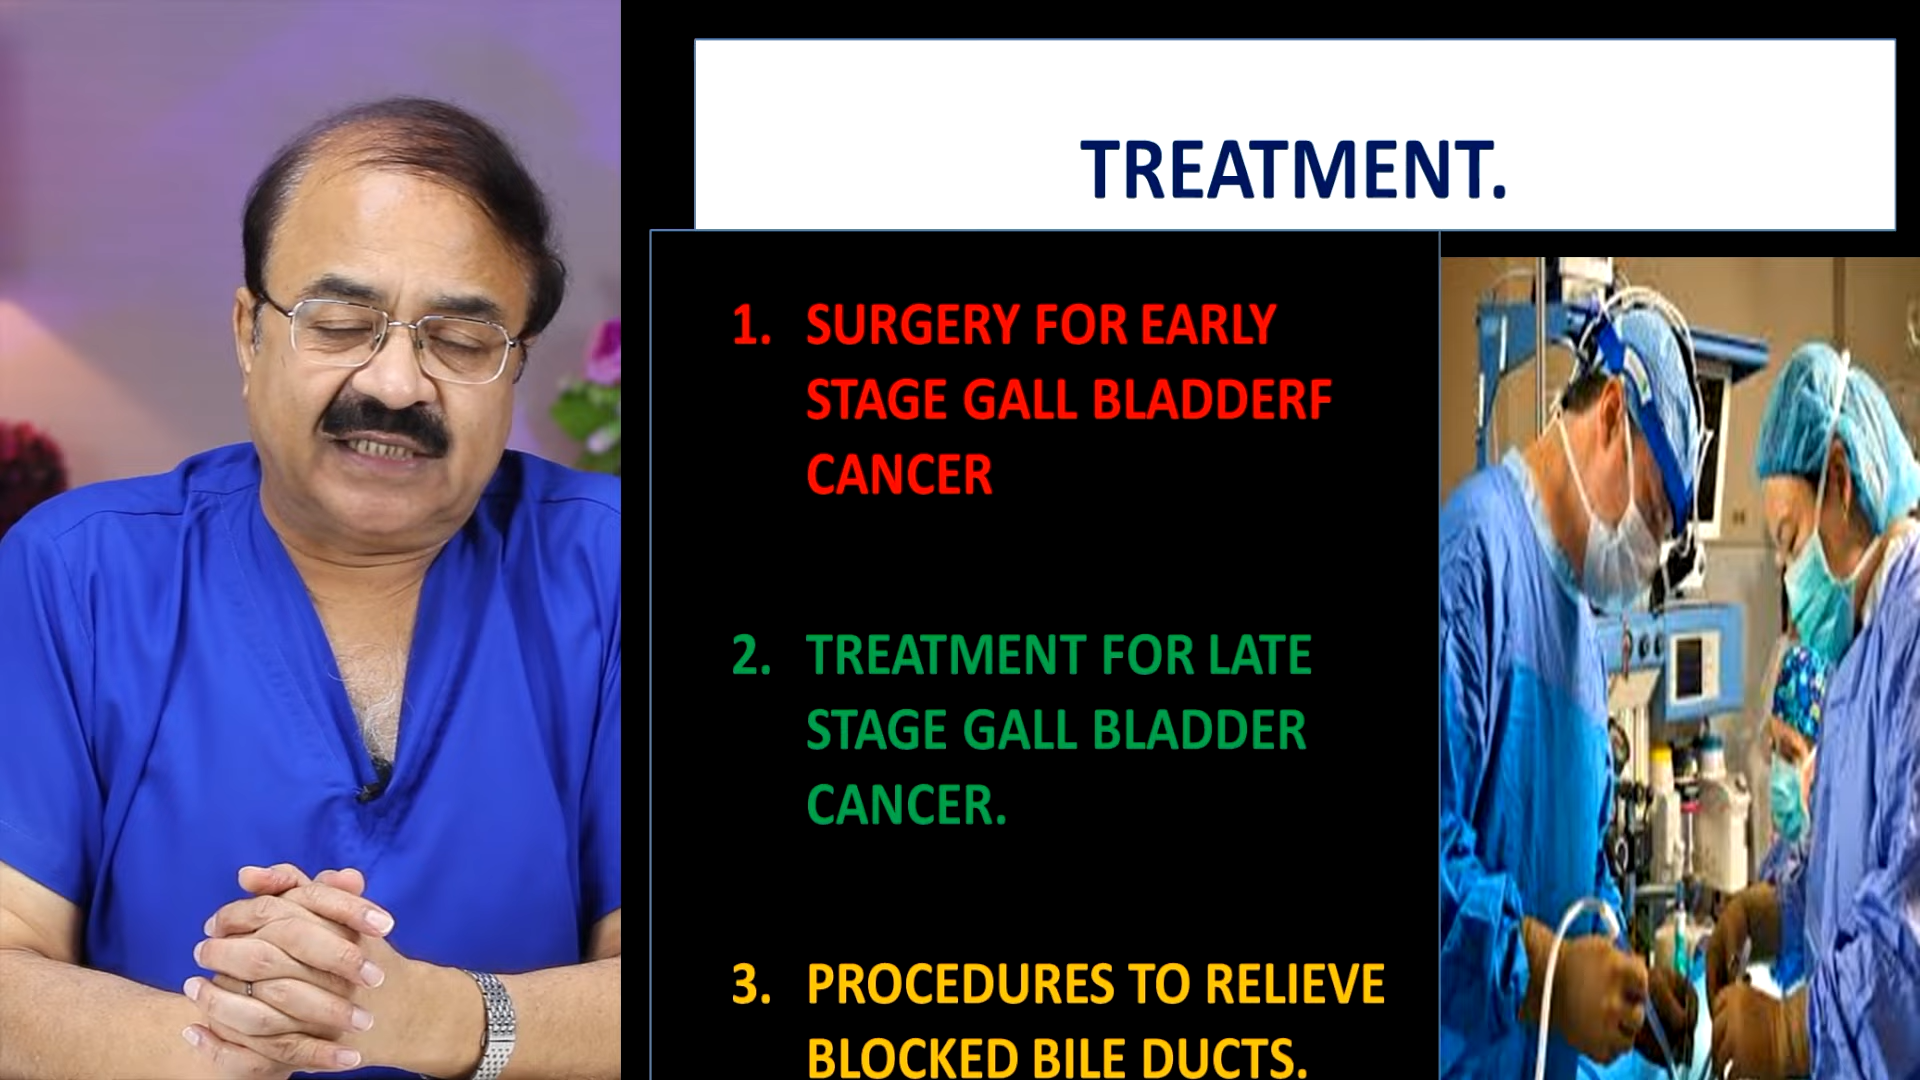 TREATMENT.
1. SURGERY FOR EARLY
STAGE GALL BLADDERF
CANCER
2. TREATMENT FOR LATE
STAGE GALL BLADDER
CANCER.
3. PROCEDURES TO RELIEVE
BLOCKED BILE DUCTS.